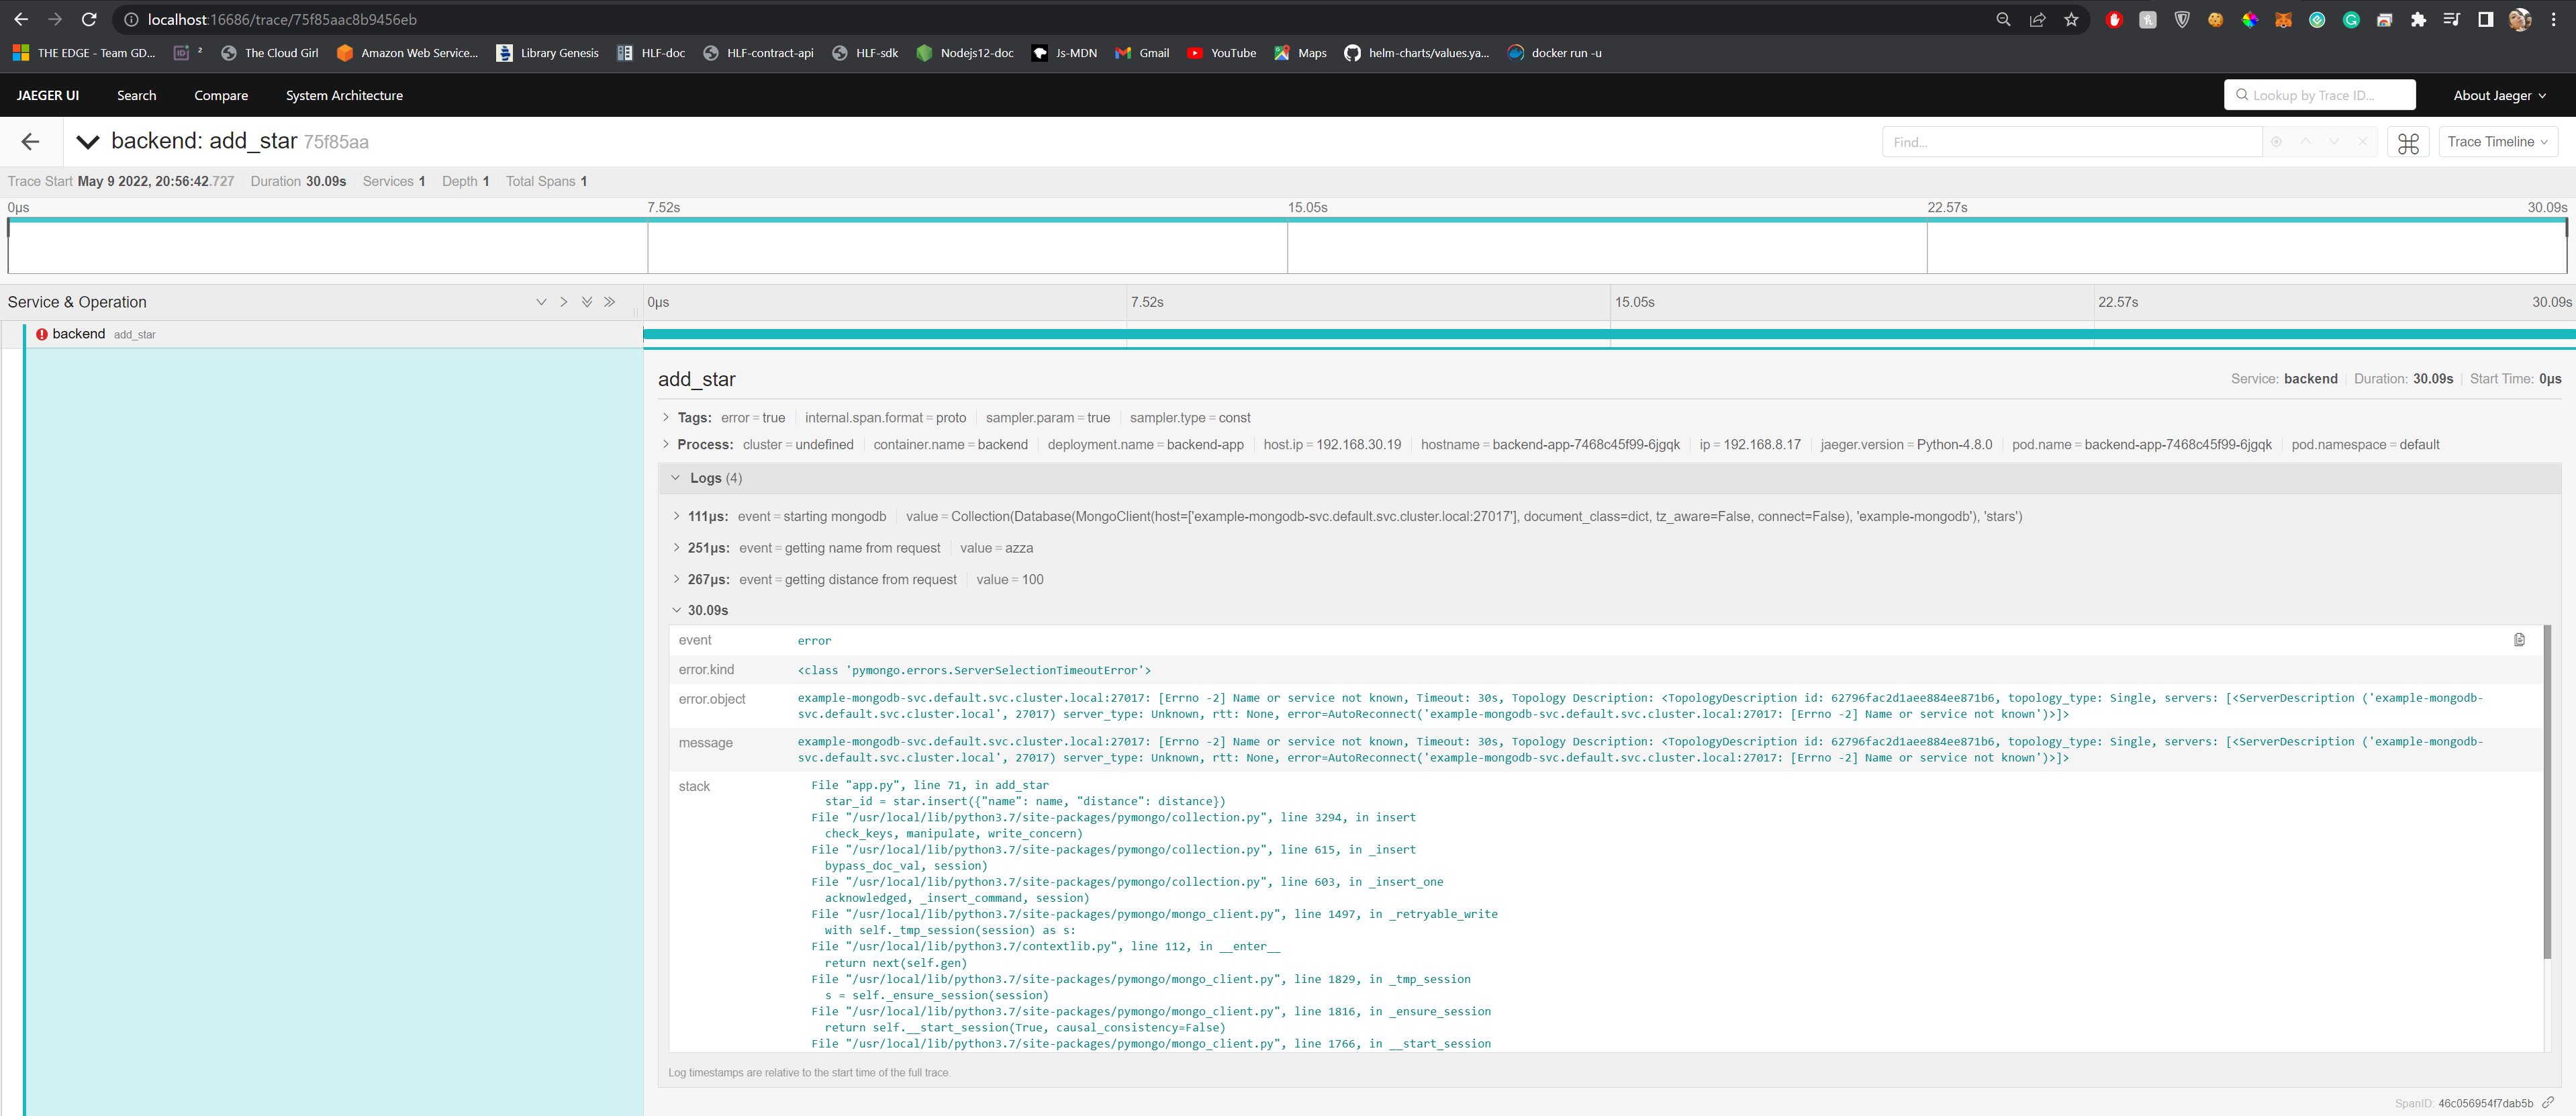 localhost:16686/trace/75f85aac8b9456eb
THE EDGE - Team GD... 2 The Cloud Girl Amazon Web Service... Library Genesis HLF-doc HLF-contract-api HLF-sdk Nodejs12-doc Js-MDN Gmail YouTube Maps helm-charts/values.ya... docker run -u
JAEGER UI Search Compare System Architecture Lookup by Trace ID... About Jaeger
backend: add_star 75f85aa Find... Trace Timeline
Trace Start May 9 2022, 20:56:42.727 Duration 30.09s Services 1 Depth 1 Total Spans 1
0μs 7.52s 15.05s 22.57s 30.09s
Service & Operation 0μs 7.52s 15.05s 22.57s 30.09s
backend add_star
add_star Service: backend Duration: 30.09s Start Time: 0μs
Tags: error = true internal.span.format = proto sampler.param = true sampler.type = const
Process: cluster = undefined container.name = backend deployment.name = backend-app host.ip = 192.168.30.19 hostname = backend-app-7468c45f99-6jgqk ip = 192.168.8.17 jaeger.version = Python-4.8.0 pod.name = backend-app-7468c45f99-6jgqk pod.namespace = default
Logs (4)
111μs: event = starting mongodb value = Collection(Database(MongoClient(host=['example-mongodb-svc.default.svc.cluster.local:27017'], document_class=dict, tz_aware=False, connect=False), 'example-mongodb'), 'stars')
251μs: event = getting name from request value = azza
267μs: event = getting distance from request value = 100
30.09s
event error
error.kind <class 'pymongo.errors.ServerSelectionTimeoutError'>
error.object example-mongodb-svc.default.svc.cluster.local:27017: [Errno -2] Name or service not known, Timeout: 30s, Topology Description: <TopologyDescription id: 62796fac2d1aee884ee871b6, topology_type: Single, servers: [<ServerDescription ('example-mongodb-
svc.default.svc.cluster.local', 27017) server_type: Unknown, rtt: None, error=AutoReconnect('example-mongodb-svc.default.svc.cluster.local:27017: [Errno -2] Name or service not known')>]>
message example-mongodb-svc.default.svc.cluster.local:27017: [Errno -2] Name or service not known, Timeout: 30s, Topology Description: <TopologyDescription id: 62796fac2d1aee884ee871b6, topology_type: Single, servers: [<ServerDescription ('example-mongodb-
svc.default.svc.cluster.local', 27017) server_type: Unknown, rtt: None, error=AutoReconnect('example-mongodb-svc.default.svc.cluster.local:27017: [Errno -2] Name or service not known')>]>
stack File "app.py", line 71, in add_star
star_id = star.insert({"name": name, "distance": distance})
File "/usr/local/lib/python3.7/site-packages/pymongo/collection.py", line 3294, in insert
check_keys, manipulate, write_concern)
File "/usr/local/lib/python3.7/site-packages/pymongo/collection.py", line 615, in _insert
bypass_doc_val, session)
File "/usr/local/lib/python3.7/site-packages/pymongo/collection.py", line 603, in _insert_one
acknowledged, _insert_command, session)
File "/usr/local/lib/python3.7/site-packages/pymongo/mongo_client.py", line 1497, in _retryable_write
with self._tmp_session(session) as s:
File "/usr/local/lib/python3.7/contextlib.py", line 112, in __enter__
return next(self.gen)
File "/usr/local/lib/python3.7/site-packages/pymongo/mongo_client.py", line 1829, in _tmp_session
s = self._ensure_session(session)
File "/usr/local/lib/python3.7/site-packages/pymongo/mongo_client.py", line 1816, in _ensure_session
return self.__start_session(True, causal_consistency=False)
File "/usr/local/lib/python3.7/site-packages/pymongo/mongo_client.py", line 1766, in __start_session
Log timestamps are relative to the start time of the full trace.
SpanID: 46c056954f7dab5b